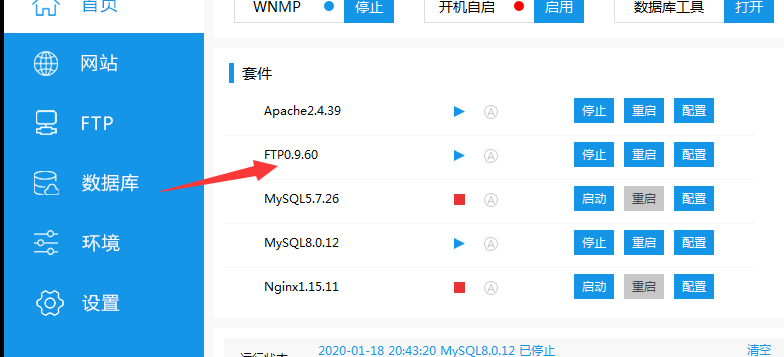 首页
网站
FTP
数据库
环境
设置
WNMP 停止 开机自启 启用 数据库工具 打开
套件
Apache2.4.39 A 停止 重启 配置
FTP0.9.60 A 停止 重启 配置
MySQL5.7.26 A 启动 重启 配置
MySQL8.0.12 A 停止 重启 配置
Nginx1.15.11 A 启动 重启 配置
运行状态 2020-01-18 20:43:20 MySQL8.0.12 已停止 清空